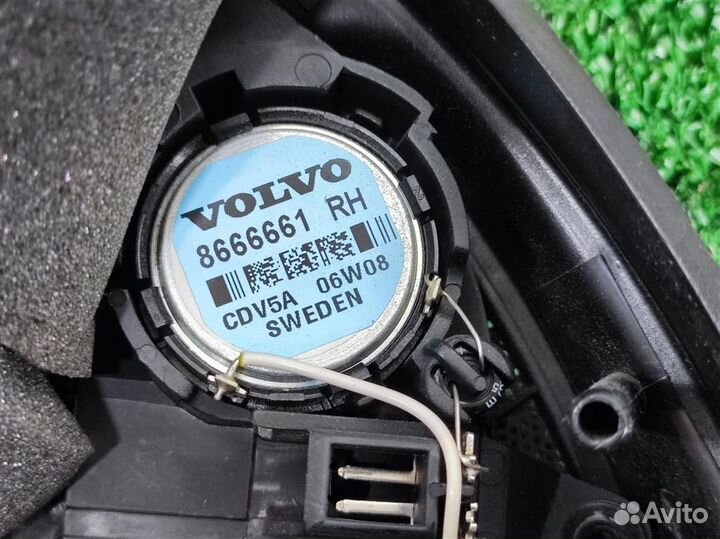 VOLVO
8666661 RH
CDV5A 06W08
SWEDEN
Avito